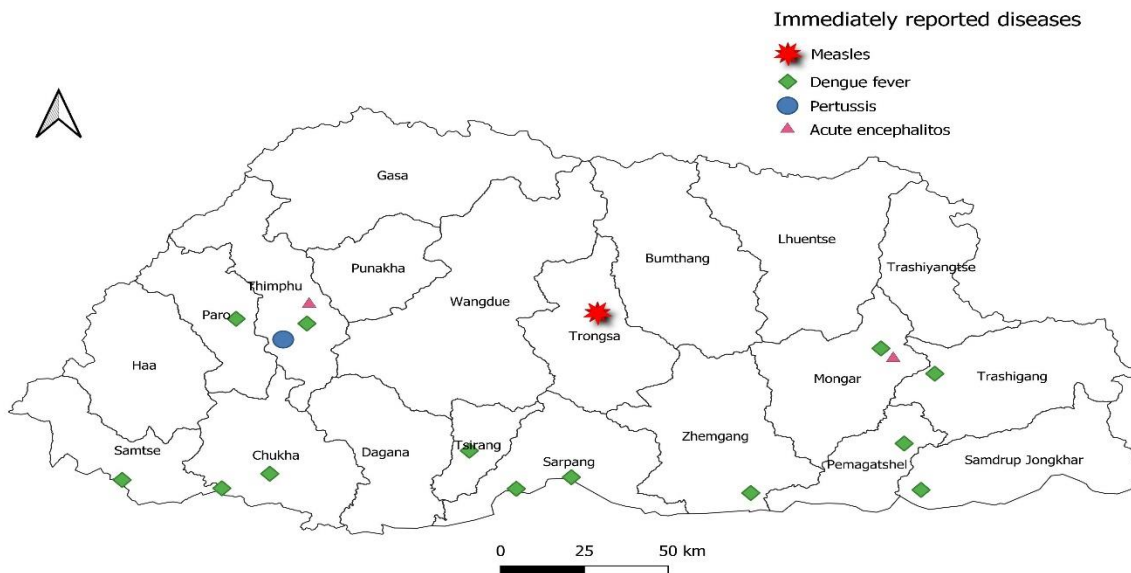 Immediately reported diseases
Measles
Dengue fever
Pertussis
Acute encephalitos
Gasa
Lhuentse
Bumthang
Punakha
Trashiyangtse
Thimphu
Wangdue
Paro
Trongsa
Haa
Mongar
Trashigang
Zhemgang
Tsirang
Samtse
Chukha
Dagana
Sarpang
Pemagatshel
Samdrup Jongkhar
0 25 50 km